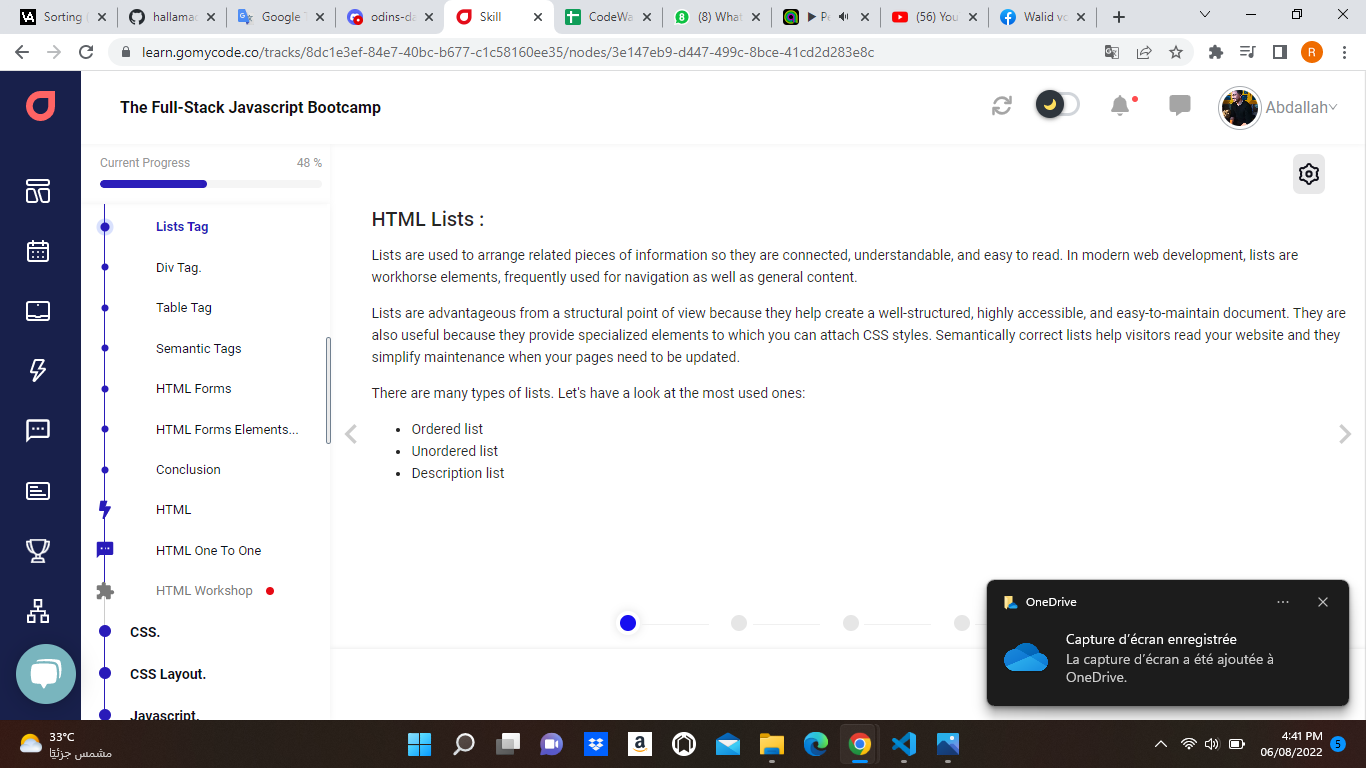 Sorting
hallamac
Google T
odins-da
Skill
CodeWa
(8) What
Pe
(56) You
Walid vo
learn.gomycode.co/tracks/8dc1e3ef-84e7-40bc-b677-c1c58160ee35/nodes/3e147eb9-d447-499c-8bce-41cd2d283e8c
R
The Full-Stack Javascript Bootcamp
Abdallah
Current Progress
48 %
Lists Tag
Div Tag.
Table Tag
Semantic Tags
HTML Forms
HTML Forms Elements...
Conclusion
HTML
HTML One To One
HTML Workshop
CSS.
CSS Layout.
Javascript.
HTML Lists :
Lists are used to arrange related pieces of information so they are connected, understandable, and easy to read. In modern web development, lists are
workhorse elements, frequently used for navigation as well as general content.
Lists are advantageous from a structural point of view because they help create a well-structured, highly accessible, and easy-to-maintain document. They are
also useful because they provide specialized elements to which you can attach CSS styles. Semantically correct lists help visitors read your website and they
simplify maintenance when your pages need to be updated.
There are many types of lists. Let's have a look at the most used ones:
• Ordered list
• Unordered list
• Description list
OneDrive
Capture d'écran enregistrée
La capture d'écran a été ajoutée à
OneDrive.
33°C
مشمس جزئيًا
4:41 PM
06/08/2022
5